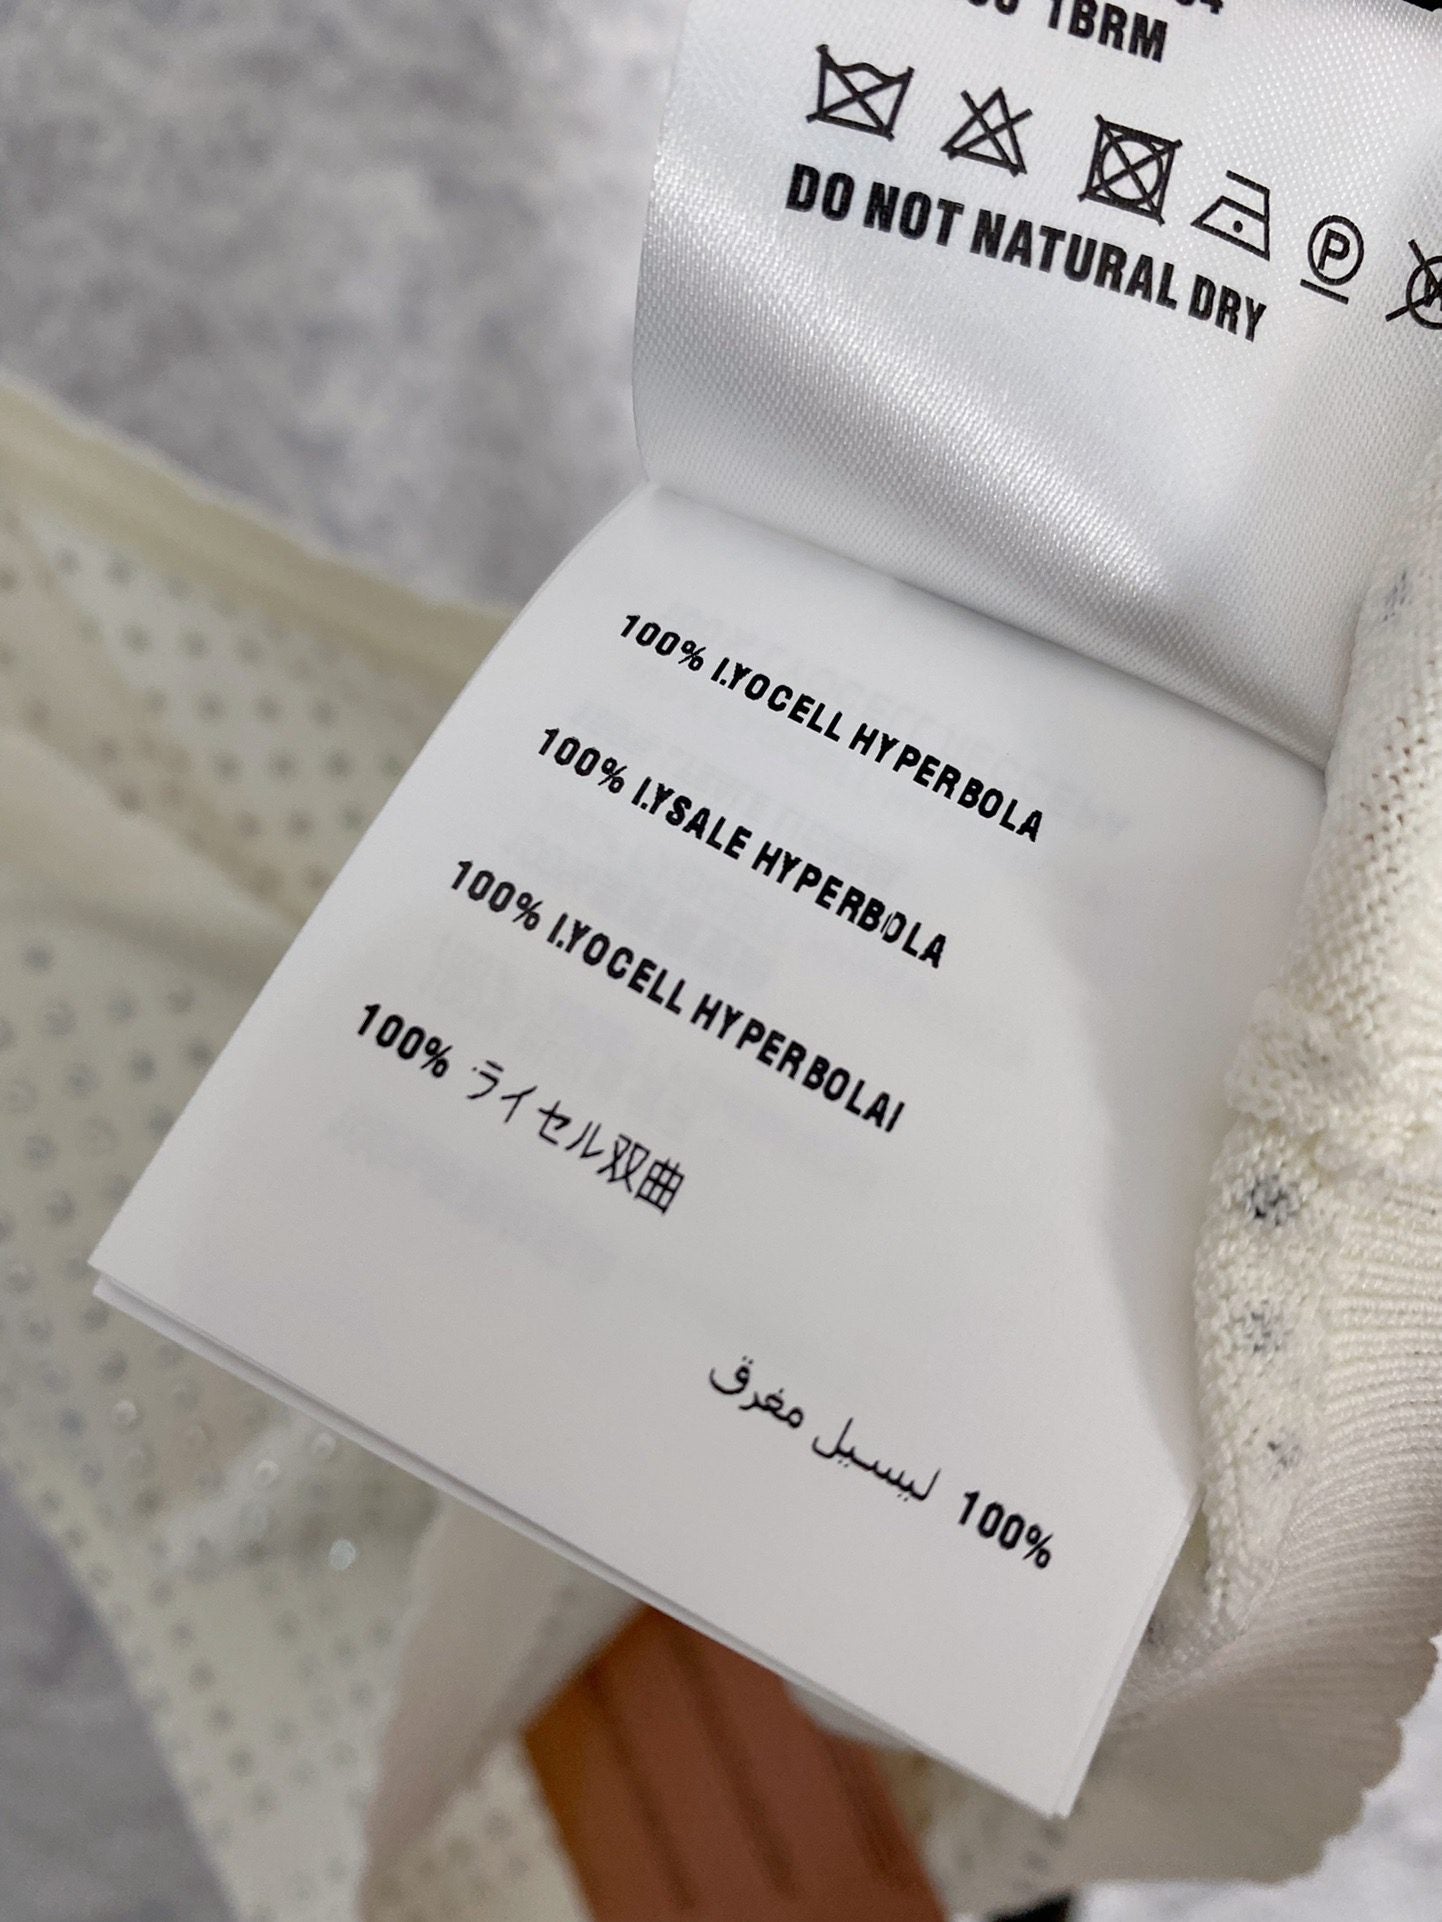 1BRM
DO NOT NATURAL DRY
P
100% I.YOCELL HYPERBOLA
100% I.YSALE HYPERBOLA
100% I.YOCELL HYPERBOLAI
100% ライセル双曲
100% ليسيل مغرق